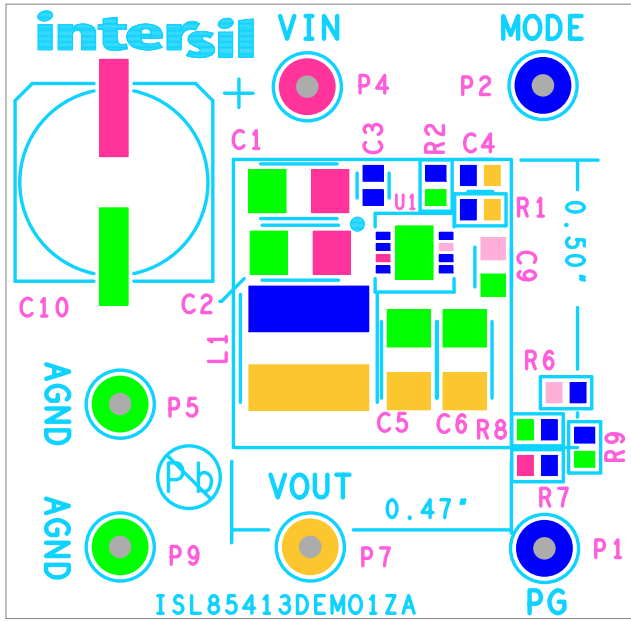 intersil
VIN
MODE
P4
P2
C1
C3
R2
C4
U1
R1
0.50"
C9
C10
C2
L1
R6
AGND
P5
C5
C6
R8
R9
Pb
VOUT
0.47"
R7
AGND
P9
P7
P1
ISL85413DEMO1ZA
PG